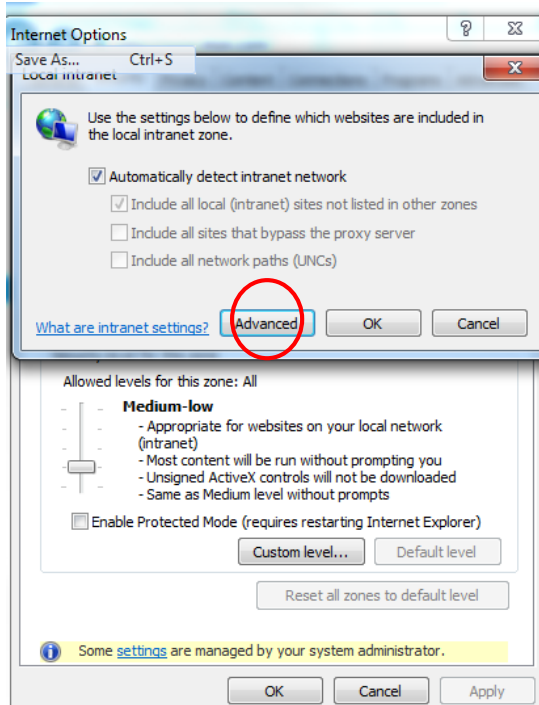 Internet Options
Save As... Ctrl+S
Local intranet
Use the settings below to define which websites are included in
the local intranet zone.
Automatically detect intranet network
Include all local (intranet) sites not listed in other zones
Include all sites that bypass the proxy server
Include all network paths (UNCs)
What are intranet settings? Advanced OK Cancel
Allowed levels for this zone: All
Medium-low
- Appropriate for websites on your local network
(intranet)
- Most content will be run without prompting you
- Unsigned ActiveX controls will not be downloaded
- Same as Medium level without prompts
Enable Protected Mode (requires restarting Internet Explorer)
Custom level... Default level
Reset all zones to default level
Some settings are managed by your system administrator.
OK Cancel Apply